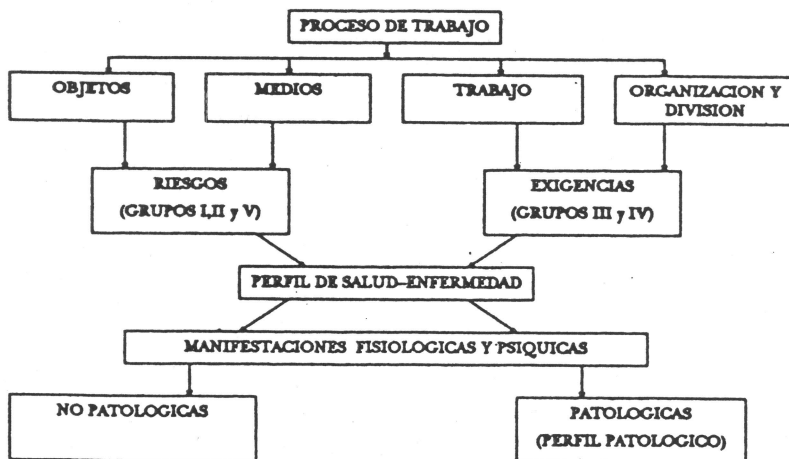 PROCESO DE TRABAJO
OBJETOS
MEDIOS
TRABAJO
ORGANIZACION Y
DIVISION
RIESGOS
(GRUPOS I,II y V)
EXIGENCIAS
(GRUPOS III y IV)
PERFIL DE SALUD-ENFERMEDAD
MANIFESTACIONES FISIOLOGICAS Y PSIQUICAS
NO PATOLOGICAS
PATOLOGICAS
(PERFIL PATOLOGICO)